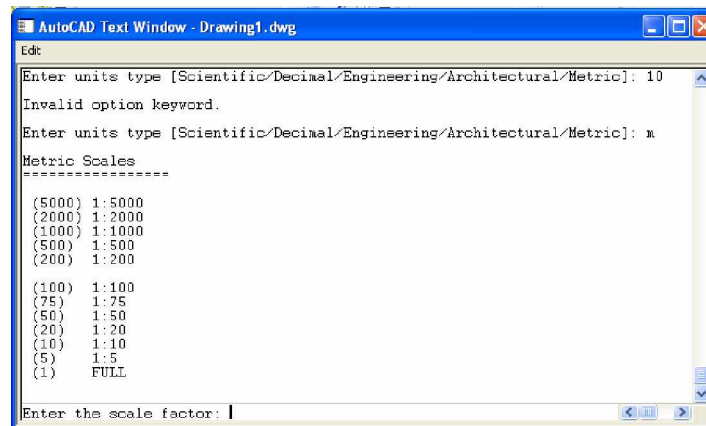 AutoCAD Text Window - Drawing1.dwg
Edit
Enter units type [Scientific/Decimal/Engineering/Architectural/Metric]: 10
Invalid option keyword.
Enter units type [Scientific/Decimal/Engineering/Architectural/Metric]: m
Metric Scales
=================
(5000) 1:5000
(2000) 1:2000
(1000) 1:1000
(500) 1:500
(200) 1:200
(100) 1:100
(75) 1:75
(50) 1:50
(20) 1:20
(10) 1:10
(5) 1:5
(1) FULL
Enter the scale factor: